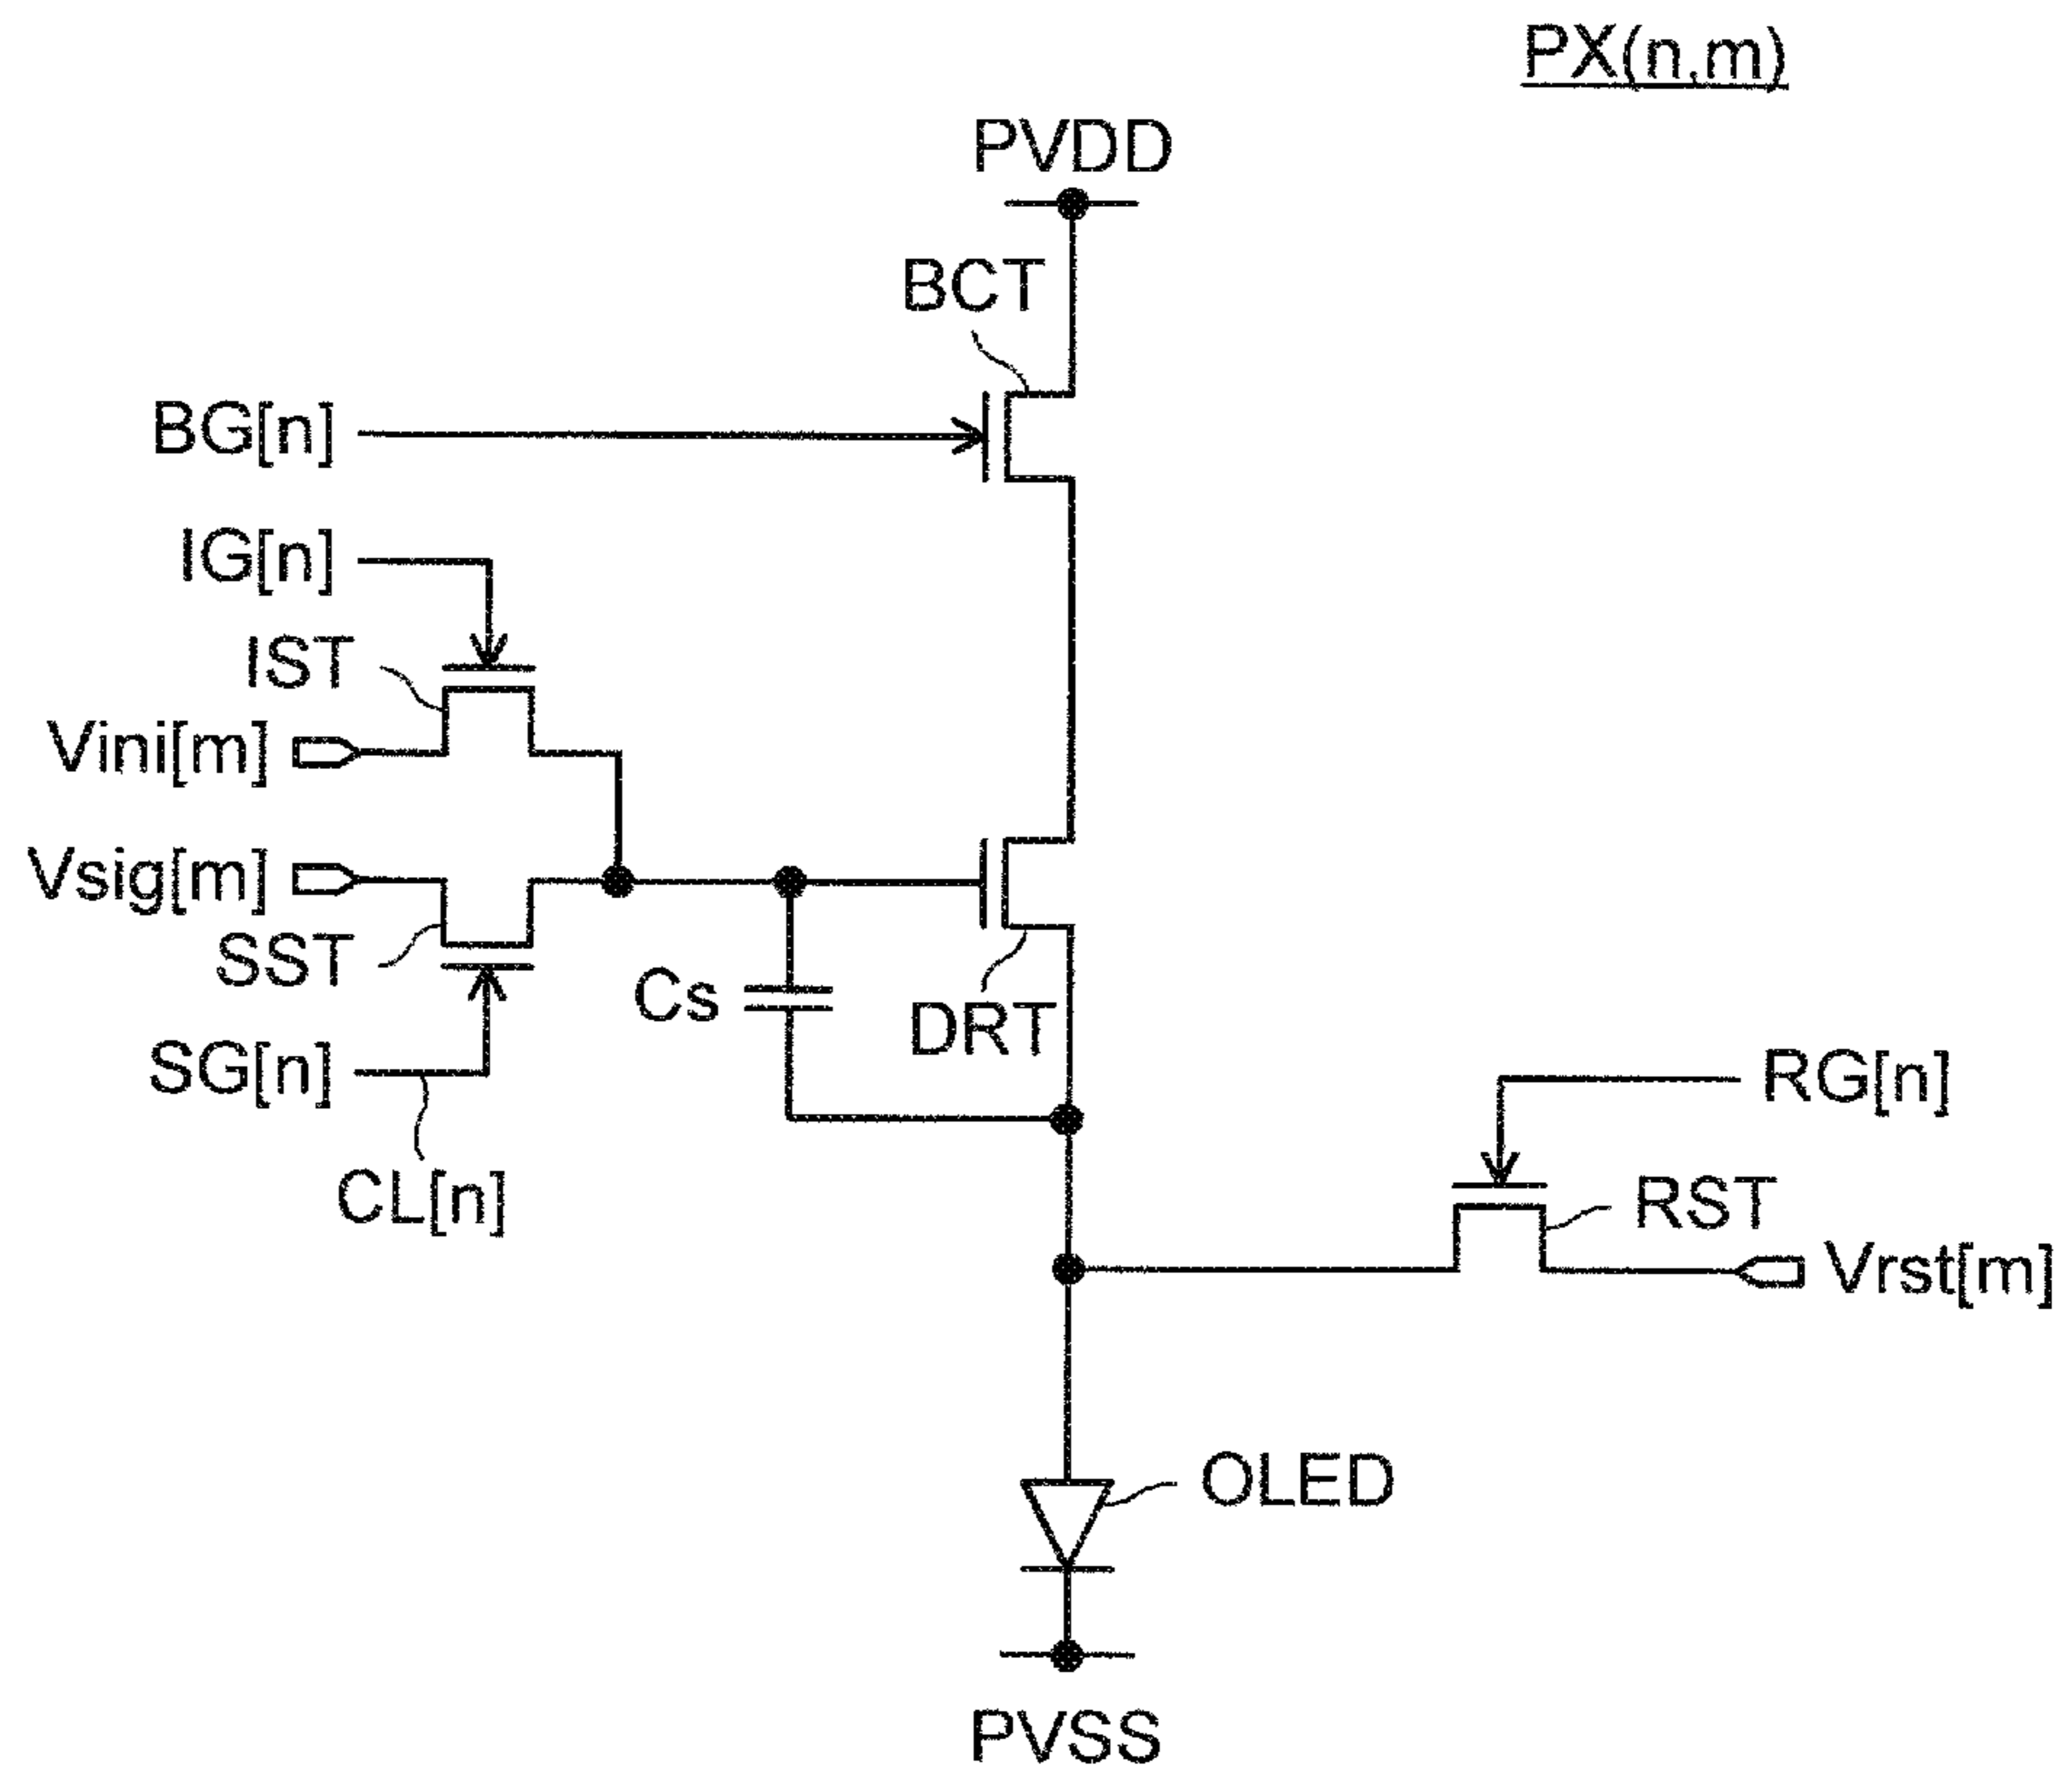 PX(n,m)
PVDD
BCT
BG[n]
IG[n]
IST
Vini[m]
Vsig[m]
SST
Cs
DRT
SG[n]
RG[n]
CL[n]
RST
Vrst[m]
OLED
PVSS